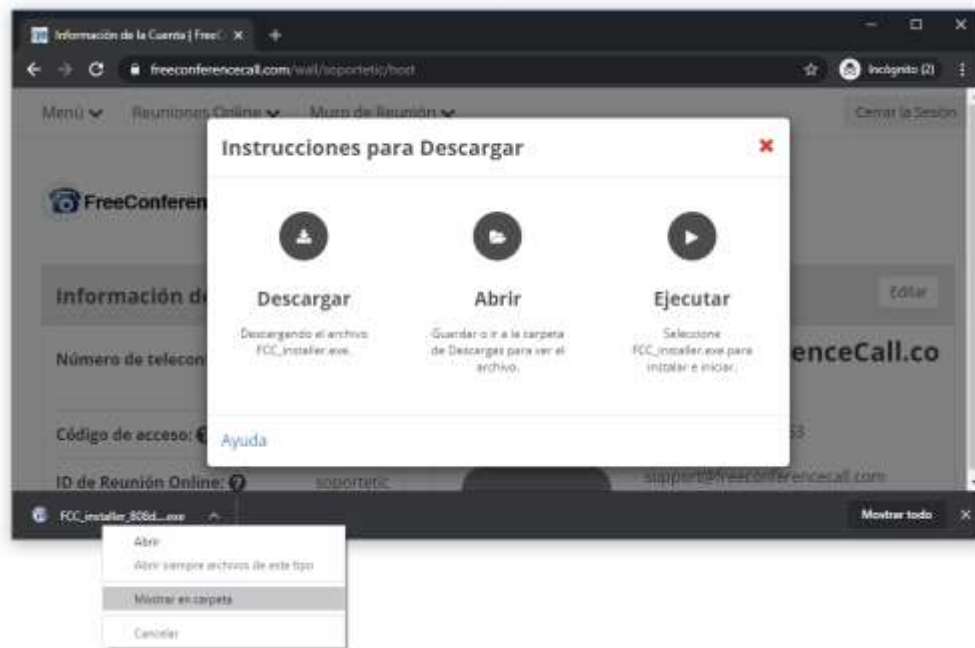 Información de la Cuenta | FreeC
freeconferencecall.com/wall/soportetic/host
Incógnito (2)
Menú
Reuniones Online
Muro de Reunión
Cerrar la Sesión
Instrucciones para Descargar
FreeConferen
Información d
Editar
Descargar
Abrir
Ejecutar
Descargando el archivo
FCC_installer.exe.
Guardar o ir a la carpeta
de Descargas para ver el
archivo.
Seleccione
FCC_installer.exe para
instalar e iniciar.
Número de telecon
enceCall.co
Código de acceso:
Ayuda
ID de Reunión Online:
soportetic
support@freeconferencecall.com
FCC_installer_808d....exe
Mostrar todo
Abrir
Abrir siempre archivos de este tipo
Mostrar en carpeta
Cancelar